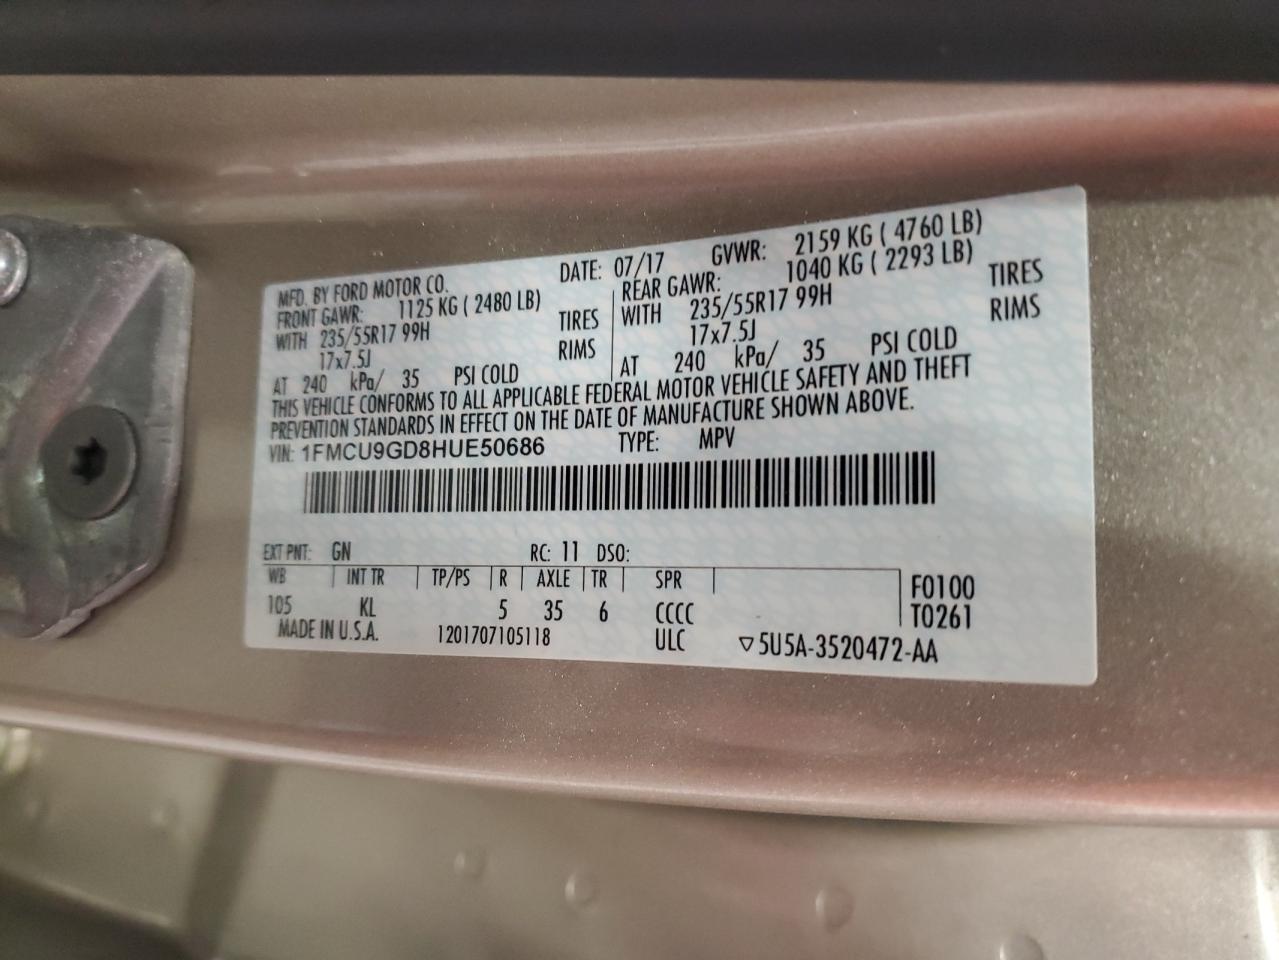 MFD. BY FORD MOTOR CO. DATE: 07/17 GVWR: 2159 KG ( 4760 LB)
FRONT GAWR: 1125 KG ( 2480 LB) REAR GAWR: 1040 KG ( 2293 LB)
WITH 235/55R17 99H TIRES WITH 235/55R17 99H TIRES
17x7.5J RIMS 17x7.5J RIMS
AT 240 kPa/ 35 PSI COLD AT 240 kPa/ 35 PSI COLD
THIS VEHICLE CONFORMS TO ALL APPLICABLE FEDERAL MOTOR VEHICLE SAFETY AND THEFT
PREVENTION STANDARDS IN EFFECT ON THE DATE OF MANUFACTURE SHOWN ABOVE.
VIN: 1FMCU9GD8HUE50686 TYPE: MPV
EXT PNT: GN RC: 11 DSO:
WB INT TR TP/PS R AXLE TR SPR F0100
105 KL 5 35 6 CCCC T0261
MADE IN U.S.A. 1201707105118 ULC ▽5U5A-3520472-AA